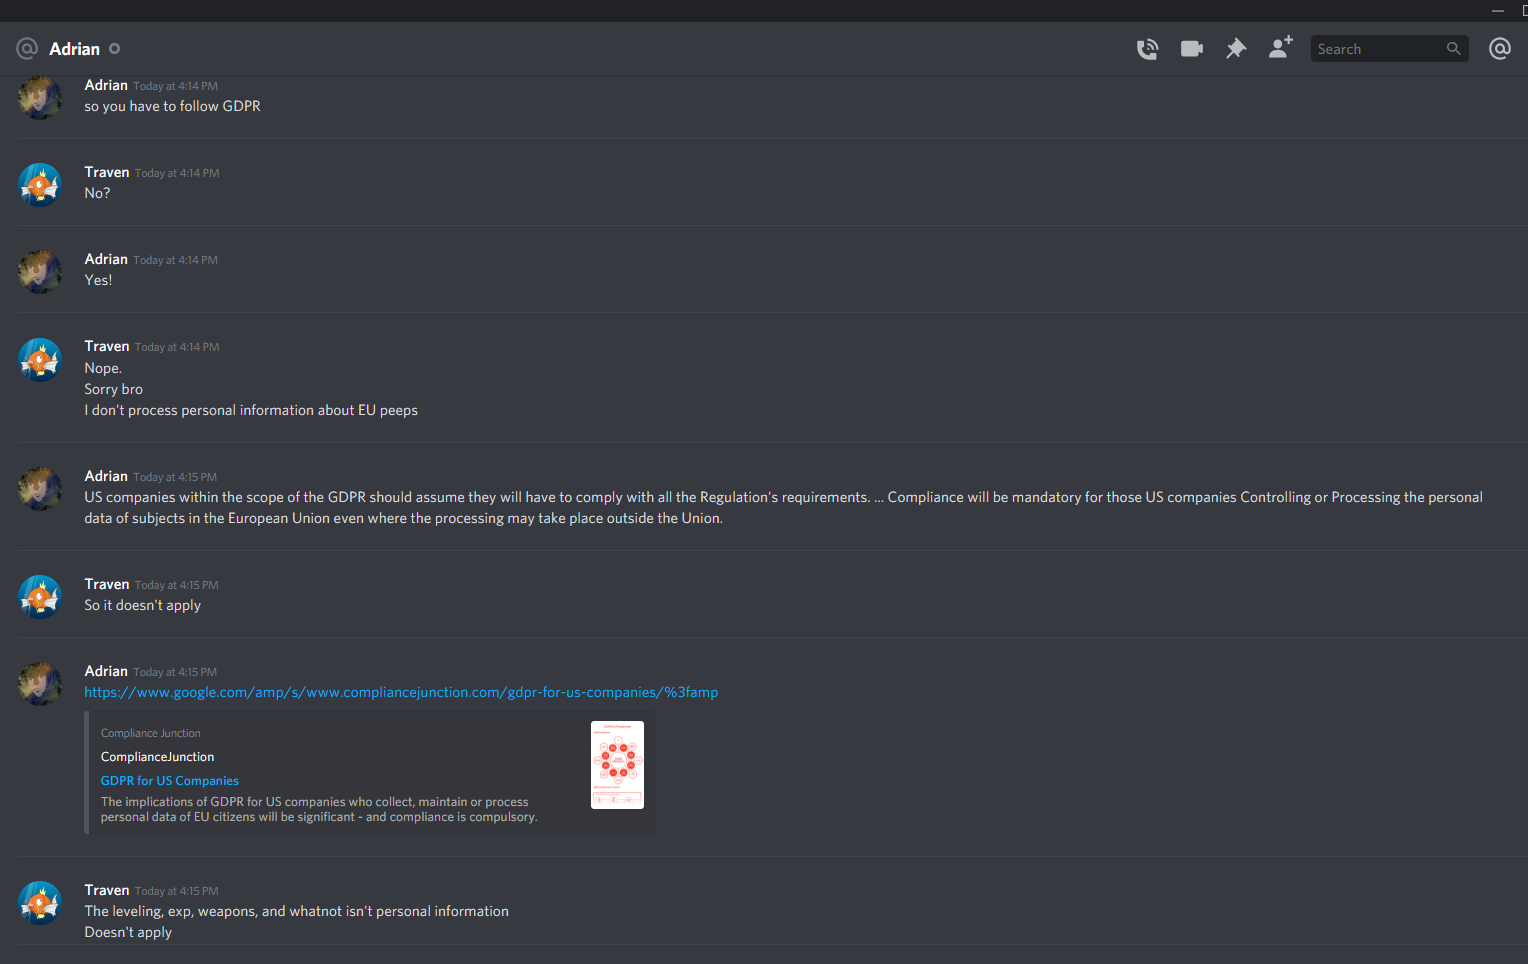 Adrian
Search
Adrian Today at 4:14 PM
so you have to follow GDPR
Traven Today at 4:14 PM
No?
Adrian Today at 4:14 PM
Yes!
Traven Today at 4:14 PM
Nope.
Sorry bro
I don't process personal information about EU peeps
Adrian Today at 4:15 PM
US companies within the scope of the GDPR should assume they will have to comply with all the Regulation's requirements. ... Compliance will be mandatory for those US companies Controlling or Processing the personal
data of subjects in the European Union even where the processing may take place outside the Union.
Traven Today at 4:15 PM
So it doesn't apply
Adrian Today at 4:15 PM
https://www.google.com/amp/s/www.compliancejunction.com/gdpr-for-us-companies/%3famp
Compliance Junction
ComplianceJunction
GDPR for US Companies
The implications of GDPR for US companies who collect, maintain or process
personal data of EU citizens will be significant - and compliance is compulsory.
Traven Today at 4:15 PM
The leveling, exp, weapons, and whatnot isn't personal information
Doesn't apply